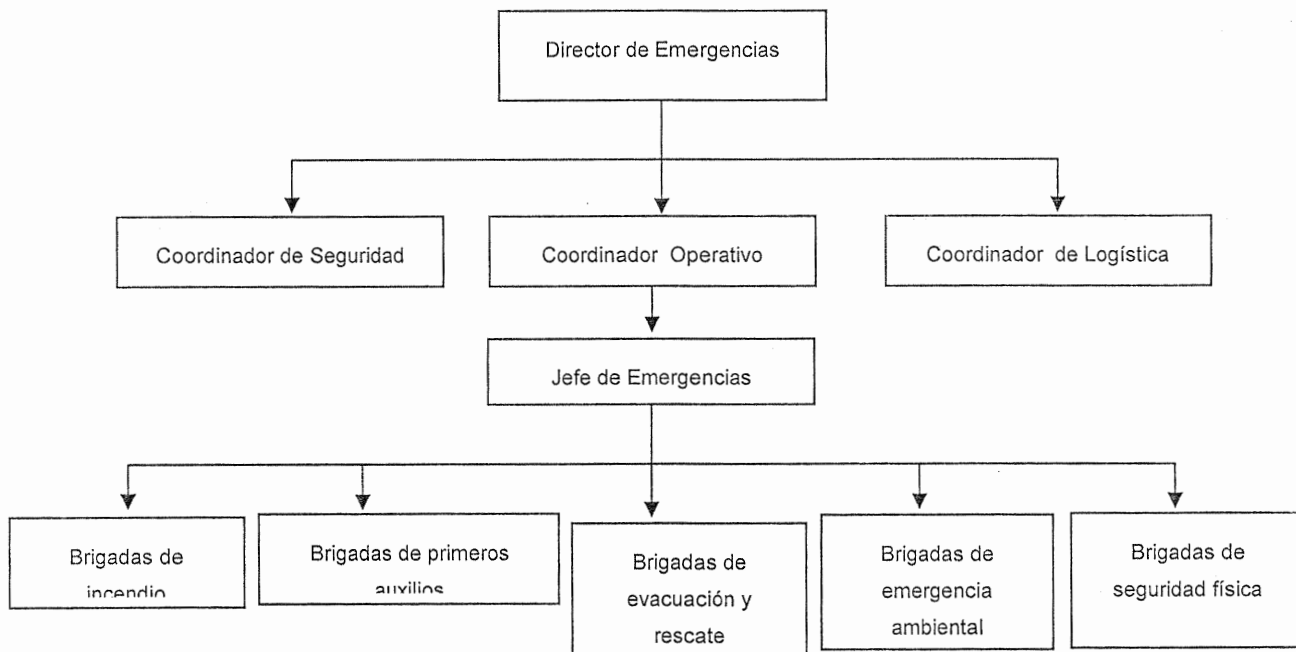 Director de Emergencias
Coordinador de Seguridad
Coordinador Operativo
Coordinador de Logística
Jefe de Emergencias
Brigadas de
incendio
Brigadas de primeros
auxilios
Brigadas de
evacuación y
rescate
Brigadas de
emergencia
ambiental
Brigadas de
seguridad física